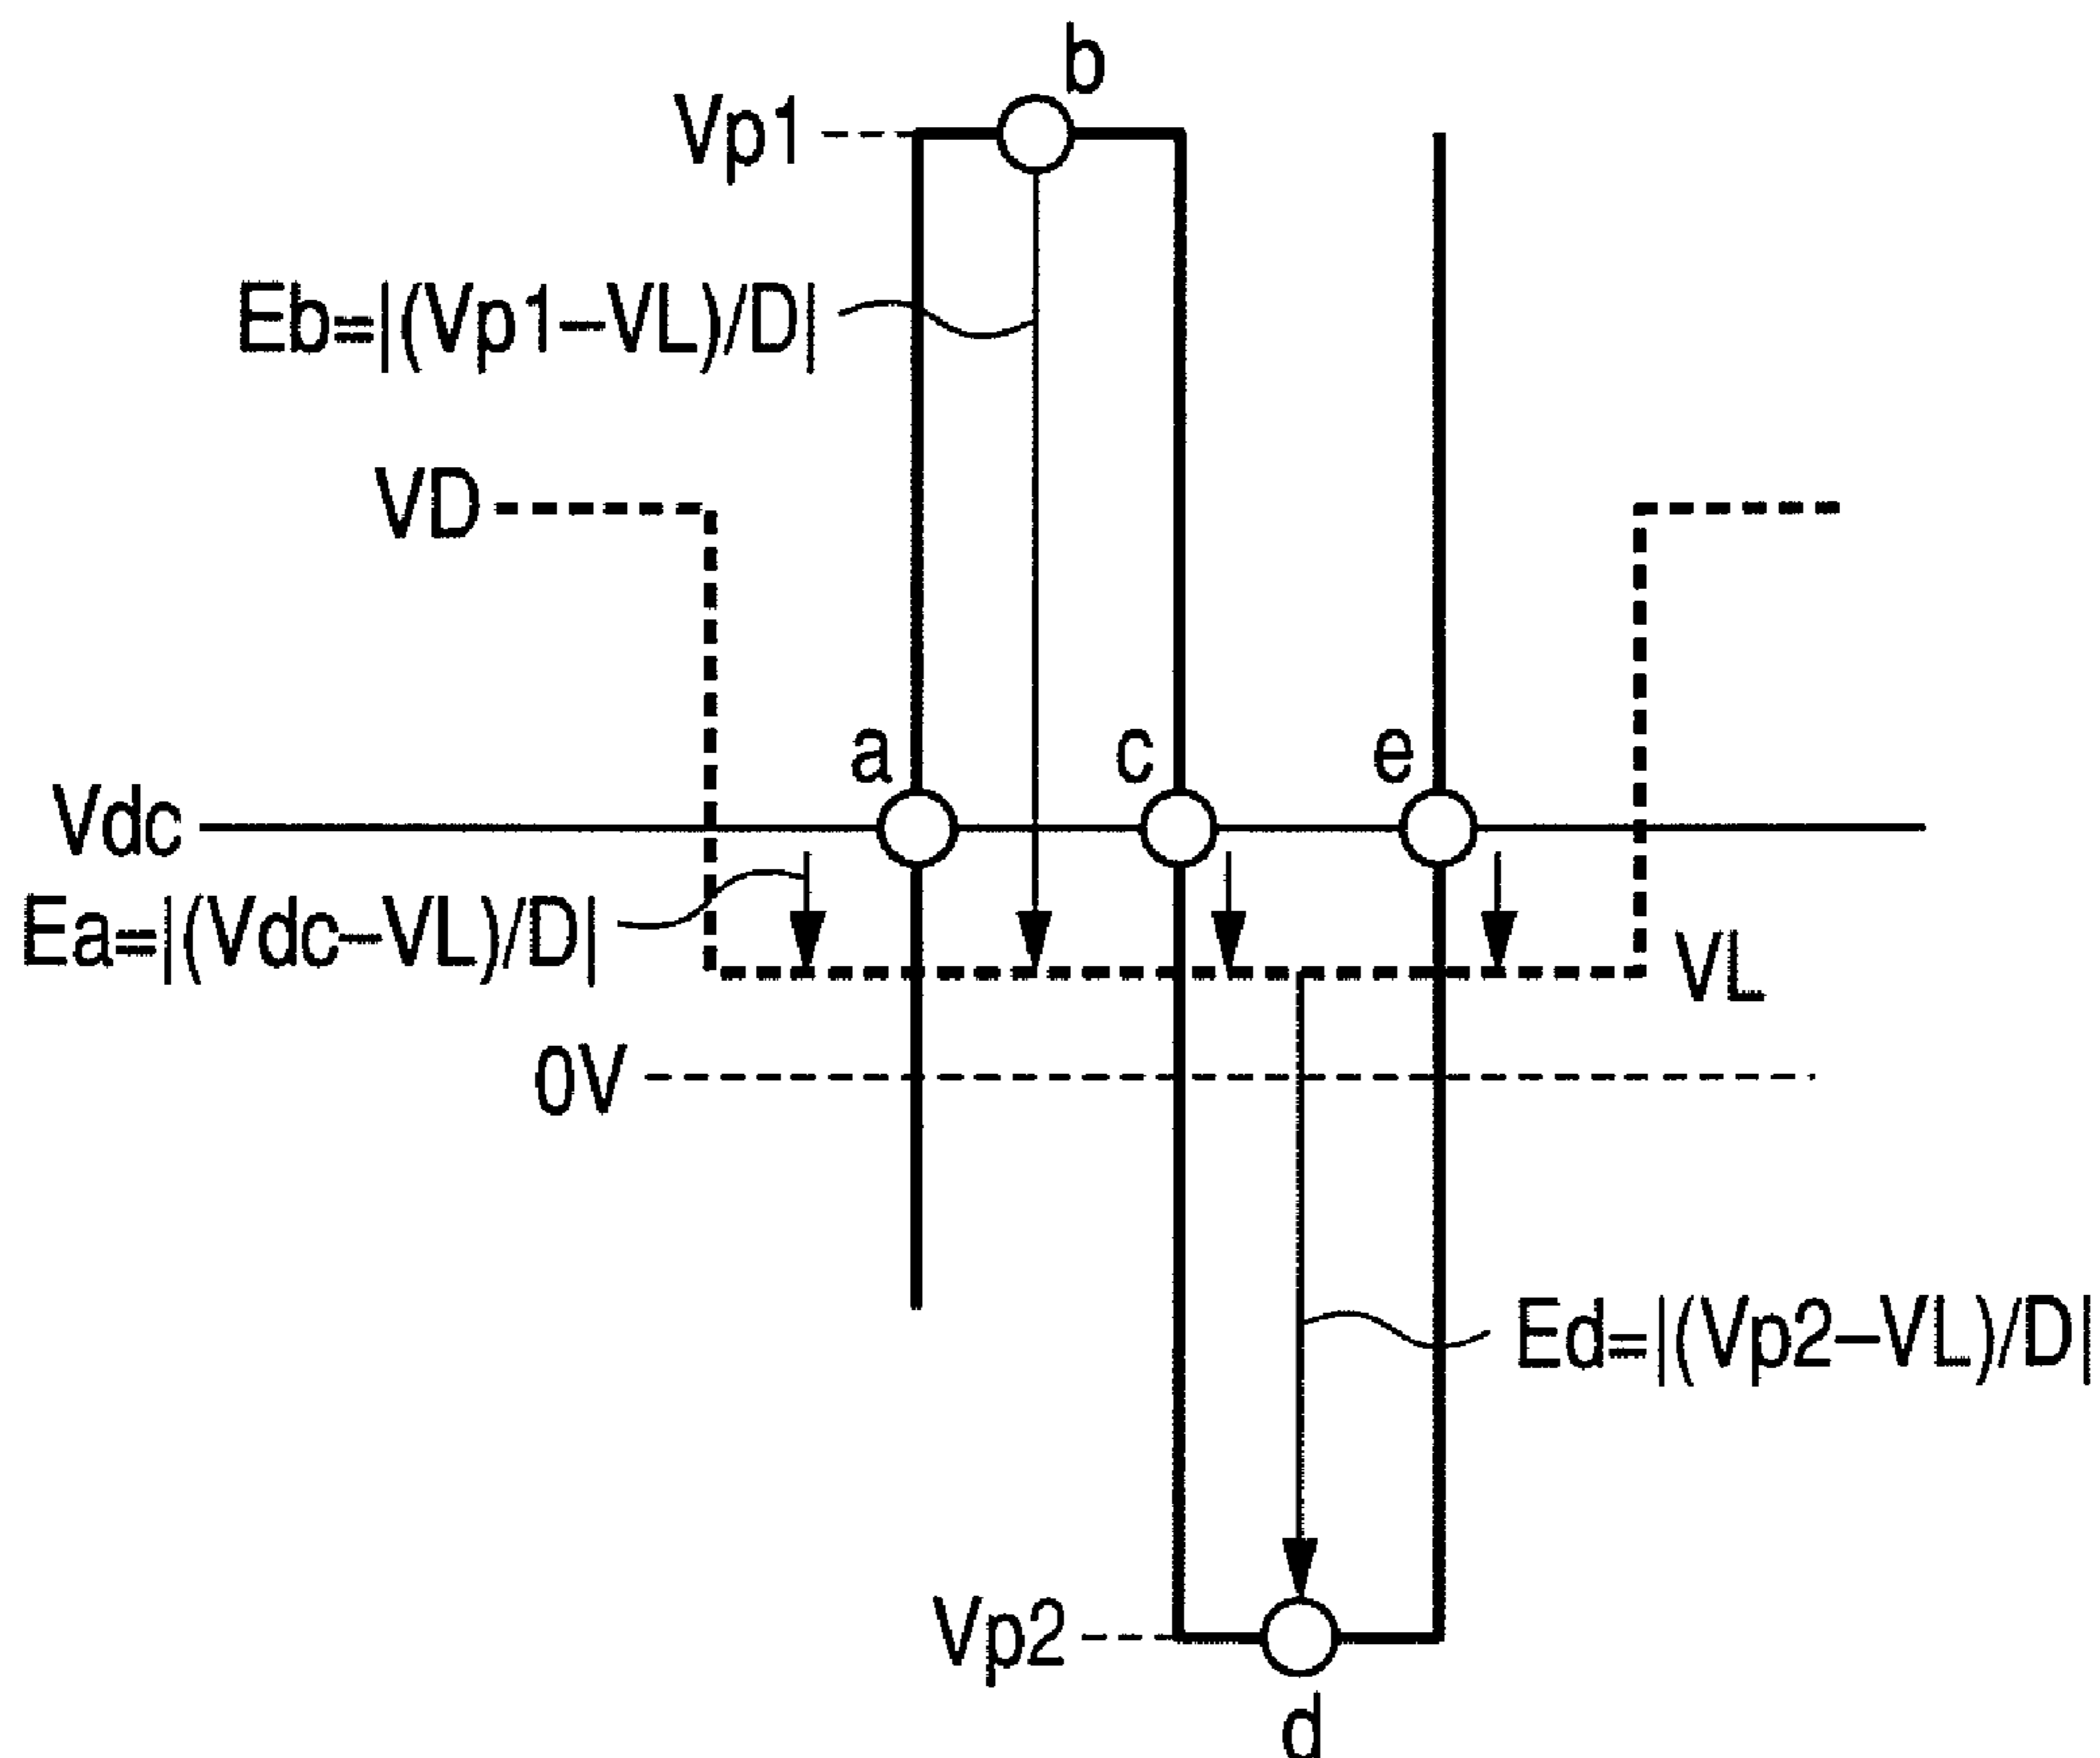 b
Vp1
Eb=|(Vp1−VL)/D|
VD
a
c
e
Vdc
Ea=|(Vdc−VL)/D|
VL
0V
Ed=|(Vp2−VL)/D|
Vp2
d